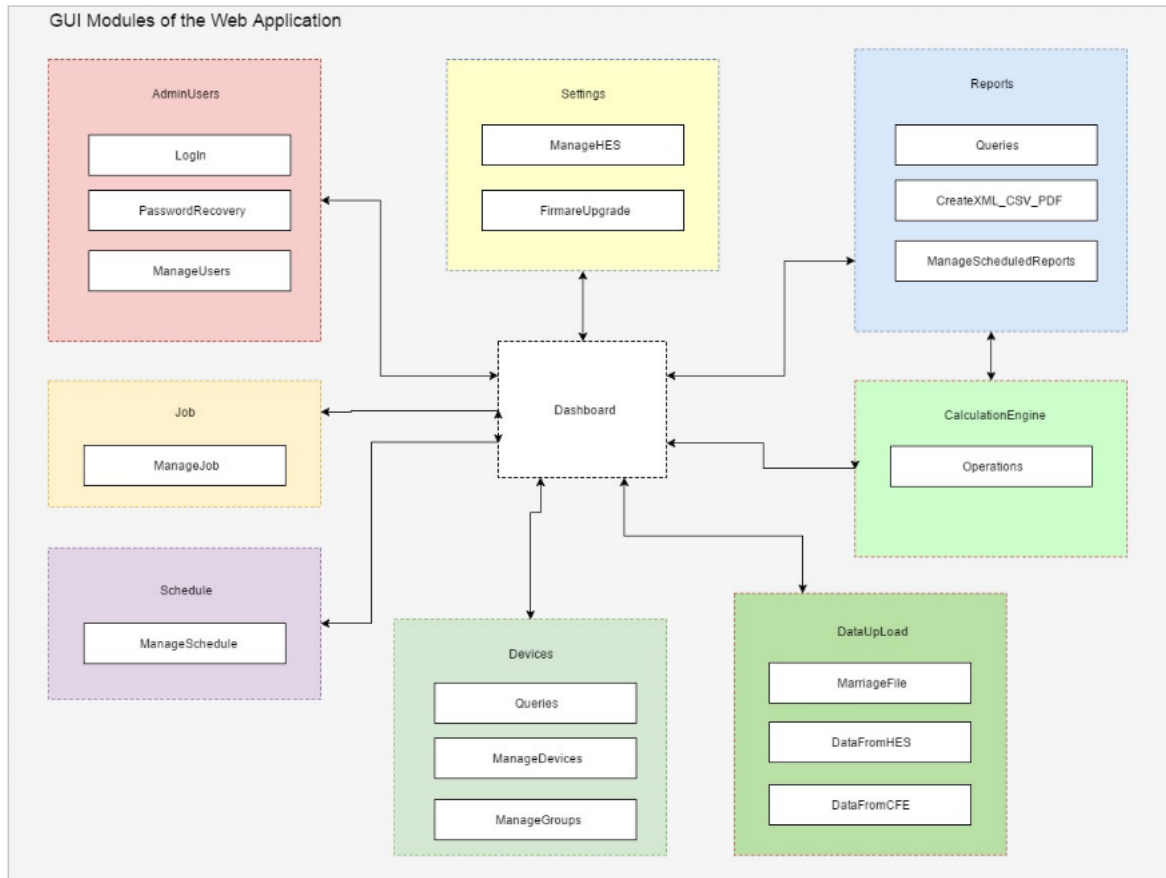 GUI Modules of the Web Application
AdminUsers
LogIn
PasswordRecovery
ManageUsers
Settings
ManageHES
FirmareUpgrade
Reports
Queries
CreateXML_CSV_PDF
ManageScheduledReports
Job
ManageJob
Dashboard
CalculationEngine
Operations
Schedule
ManageSchedule
Devices
Queries
ManageDevices
ManageGroups
DataUpLoad
MarriageFile
DataFromHES
DataFromCFE